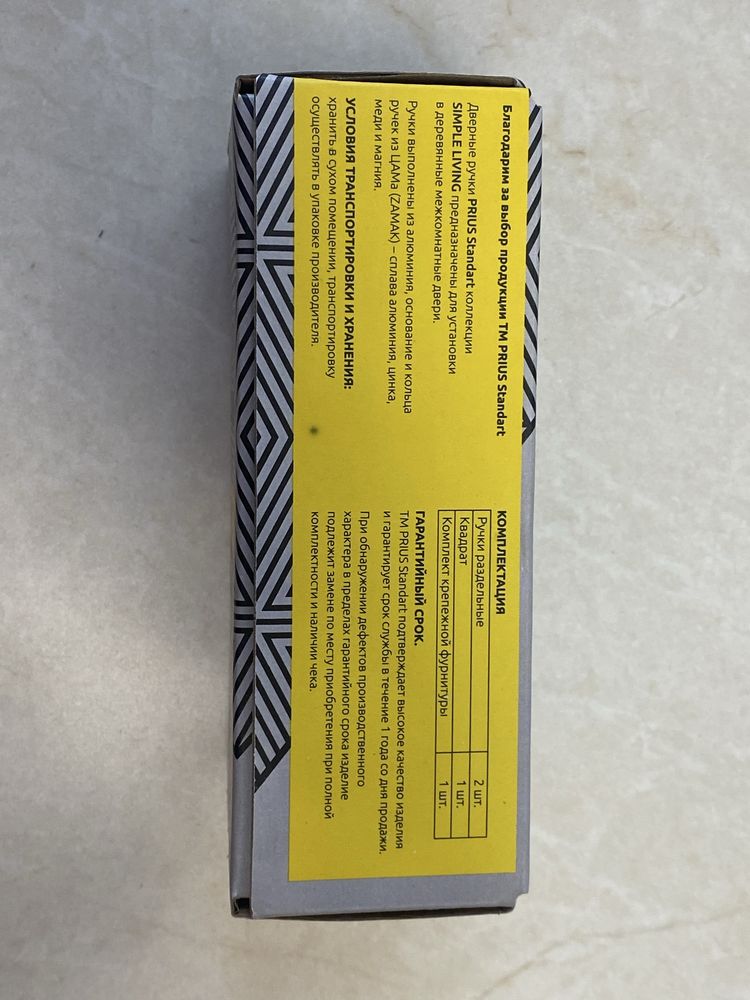 Благодарим за выбор продукции ТМ PRIUS Standart
Дверные ручки PRIUS Standart коллекции
SIMPLE LIVING предназначены для установки
в деревянные межкомнатные двери.
Ручки выполнены из алюминия, основание и кольца
ручек из ЦАМа (ZAMAK) – сплава алюминия, цинка,
меди и магния.
УСЛОВИЯ ТРАНСПОРТИРОВКИ И ХРАНЕНИЯ:
хранить в сухом помещении, транспортировку
осуществлять в упаковке производителя.
КОМПЛЕКТАЦИЯ
Ручки раздельные 2 шт.
Квадрат 1 шт.
Комплект крепежной фурнитуры 1 шт.
ГАРАНТИЙНЫЙ СРОК.
ТМ PRIUS Standart подтверждает высокое качество изделия
и гарантирует срок службы в течение 1 года со дня продажи.
При обнаружении дефектов производственного
характера в пределах гарантийного срока изделие
подлежит замене по месту приобретения при полной
комплектности и наличии чека.